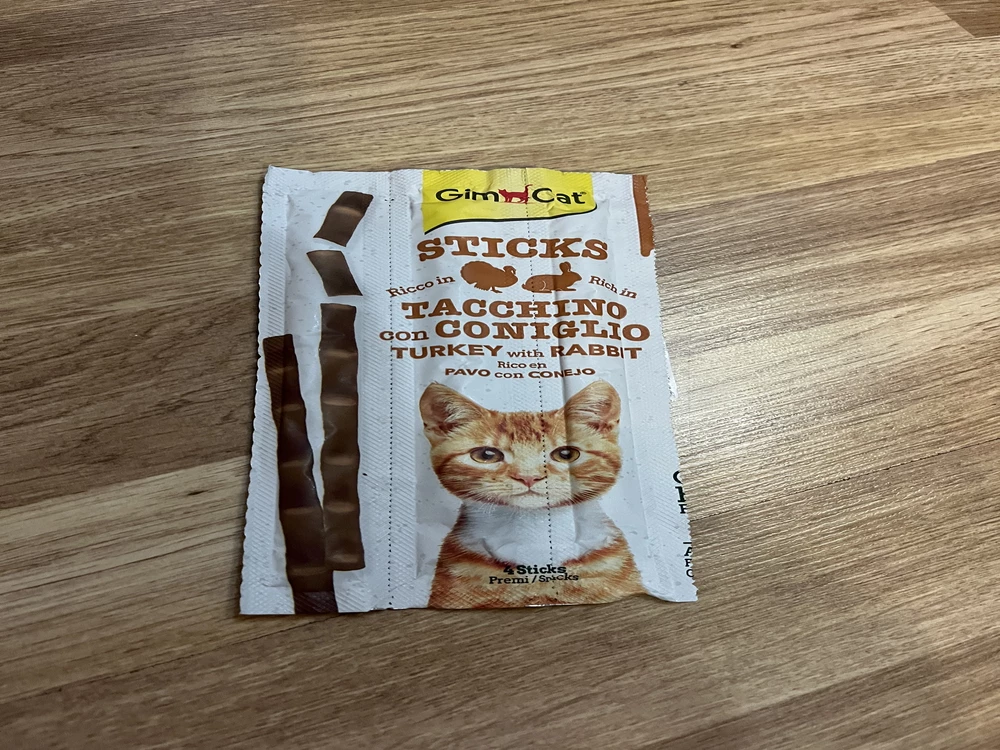 GimCat
STICKS
Ricco in Rich in
TACCHINO
con CONIGLIO
TURKEY with RABBIT
Rico en
PAVO con CONEJO
4 Sticks
Premi / Snacks